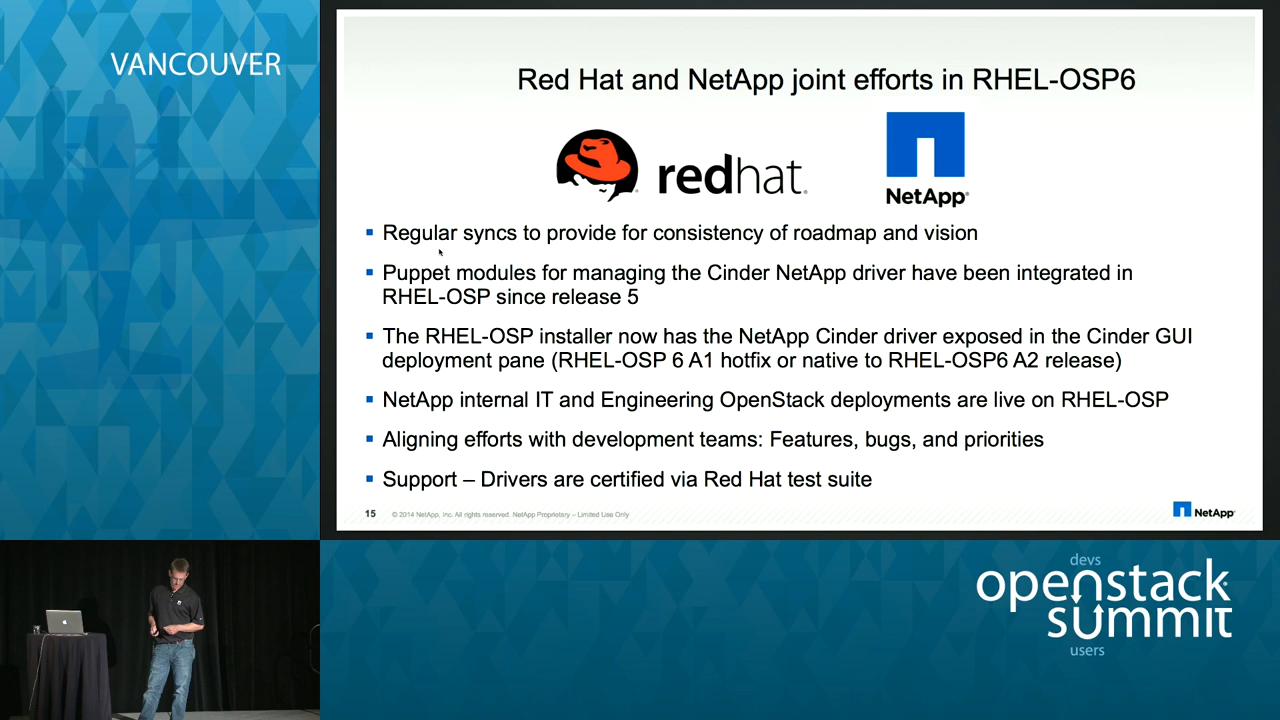 VANCOUVER
Red Hat and NetApp joint efforts in RHEL-OSP6
redhat.
NetApp®
▪ Regular syncs to provide for consistency of roadmap and vision
▪ Puppet modules for managing the Cinder NetApp driver have been integrated in
RHEL-OSP since release 5
▪ The RHEL-OSP installer now has the NetApp Cinder driver exposed in the Cinder GUI
deployment pane (RHEL-OSP 6 A1 hotfix or native to RHEL-OSP6 A2 release)
▪ NetApp internal IT and Engineering OpenStack deployments are live on RHEL-OSP
▪ Aligning efforts with development teams: Features, bugs, and priorities
▪ Support – Drivers are certified via Red Hat test suite
15 © 2014 NetApp, Inc. All rights reserved. NetApp Proprietary – Limited Use Only
NetApp®
devs
openstack
summit
users